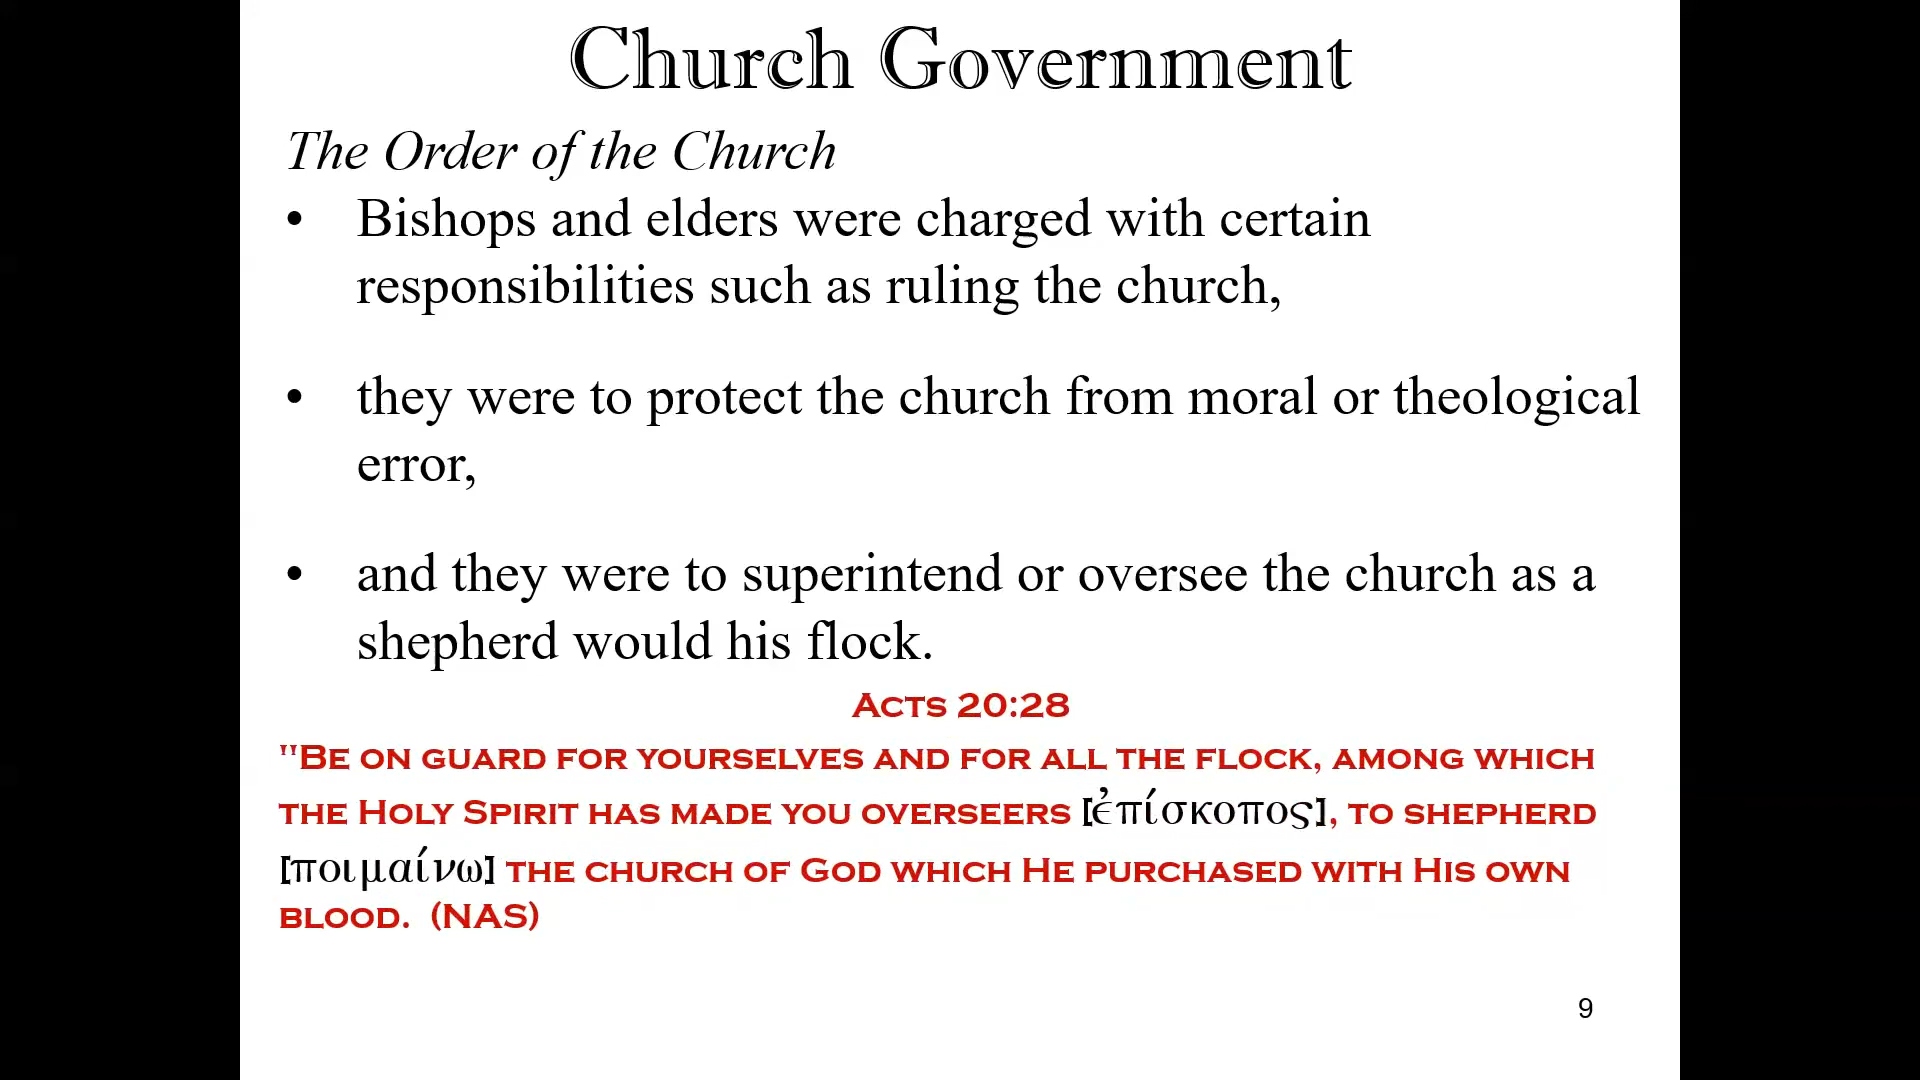 Church Government
The Order of the Church
• Bishops and elders were charged with certain
responsibilities such as ruling the church,
• they were to protect the church from moral or theological
error,
• and they were to superintend or oversee the church as a
shepherd would his flock.
Acts 20:28
"Be on guard for yourselves and for all the flock, among which
the Holy Spirit has made you overseers [ἐπίσκοπος], to shepherd
[ποιμαίνω] the church of God which He purchased with His own
blood. (NAS)
9